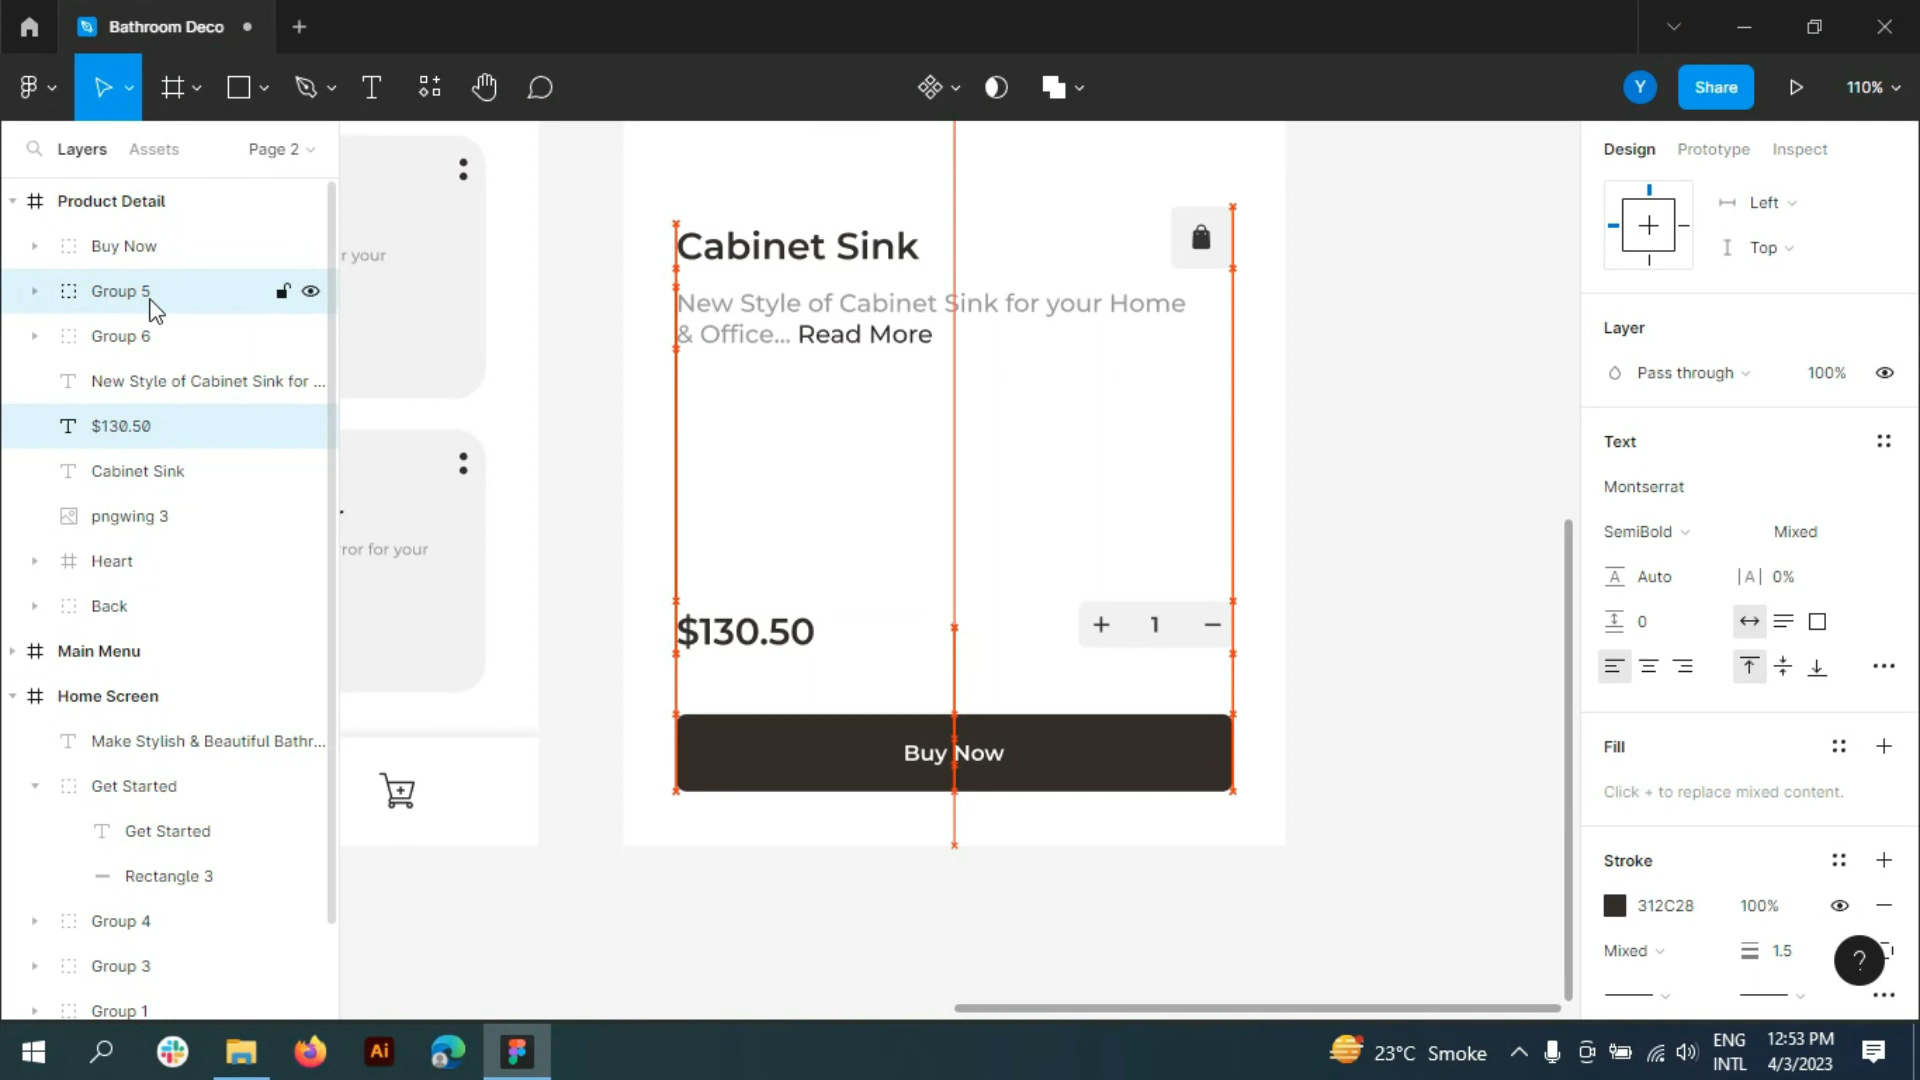 Bathroom Deco
Y
Share
110%
Layers
Assets
Page 2
Product Detail
Buy Now
Group 5
Group 6
New Style of Cabinet Sink for ...
$130.50
Cabinet Sink
pngwing 3
Heart
Back
Main Menu
Home Screen
Make Stylish & Beautiful Bathr...
Get Started
Get Started
Rectangle 3
Group 4
Group 3
Group 1
r your
ror for your
Cabinet Sink
New Style of Cabinet Sink for your Home
& Office... Read More
$130.50
+ 1 −
Buy Now
Design
Prototype
Inspect
Left
Top
Layer
Pass through
100%
Text
Montserrat
SemiBold
Mixed
Auto
|A| 0%
0
Fill
Click + to replace mixed content.
Stroke
312C28
100%
Mixed
1.5
?
Ai
23°C Smoke
ENG
INTL
12:53 PM
4/3/2023